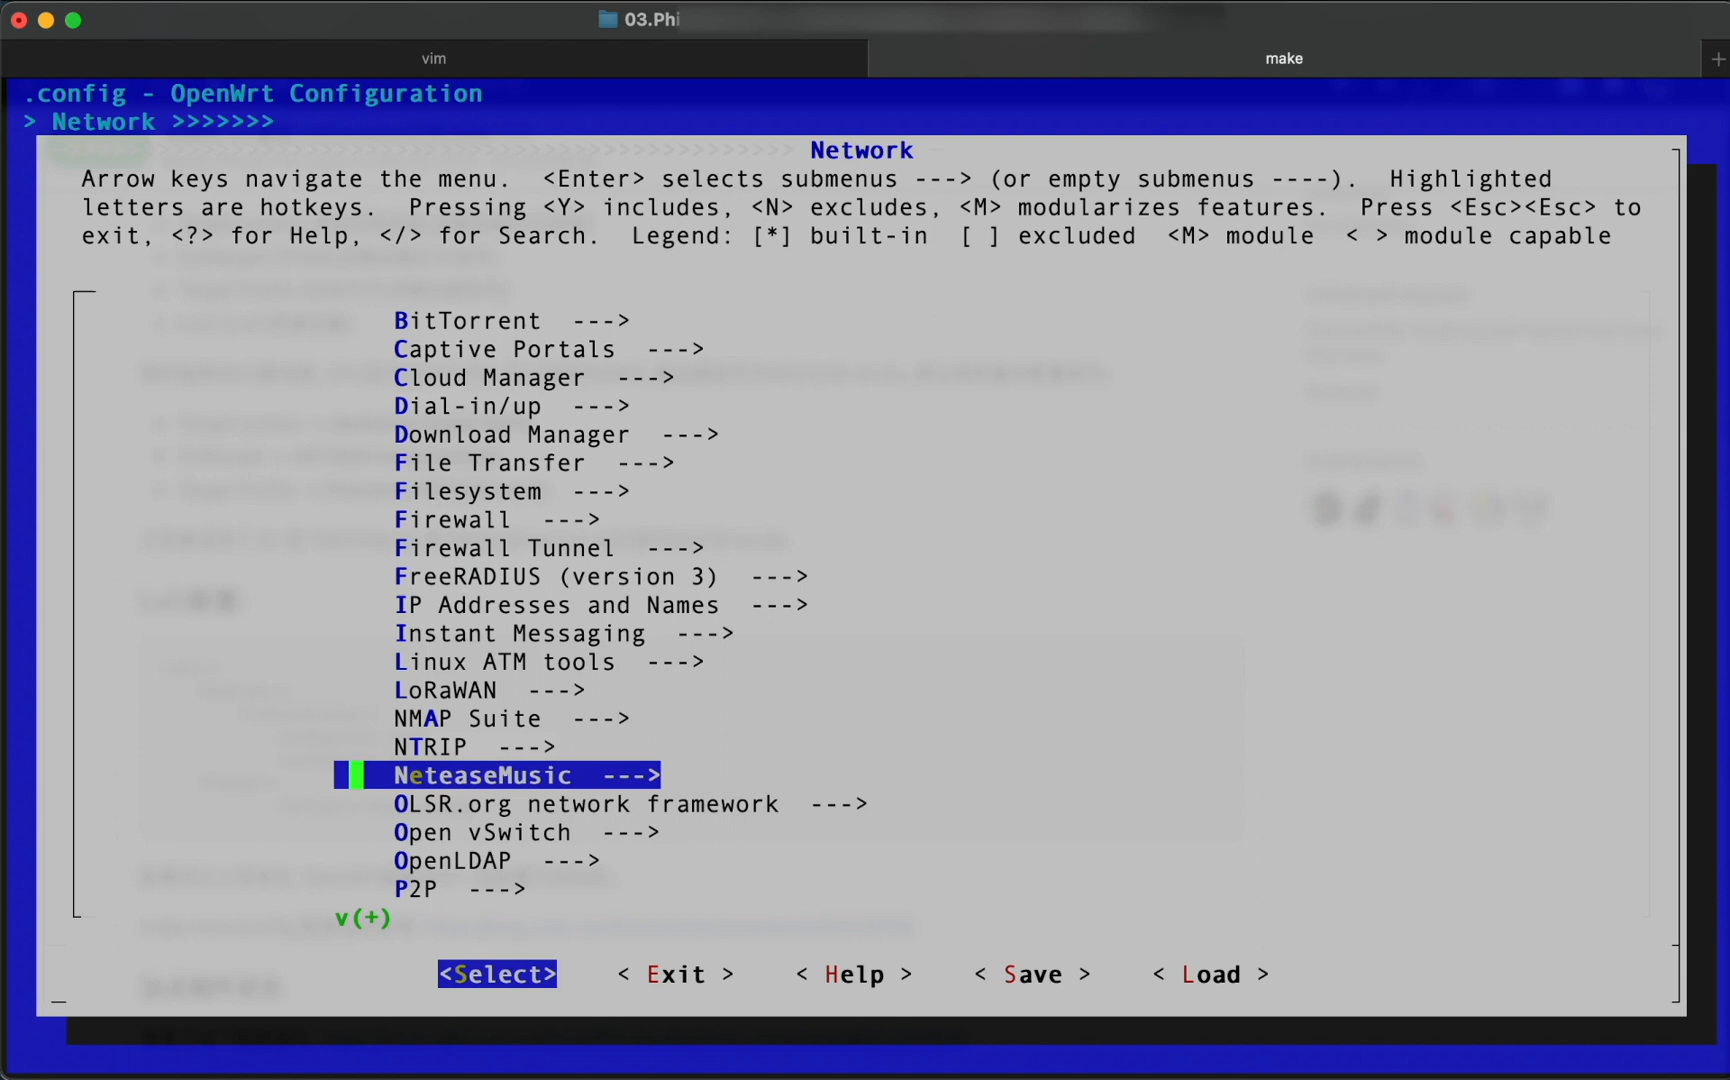 03.Phi
vim
make
+
.config - OpenWrt Configuration
> Network >>>>>>>
Network
Arrow keys navigate the menu.  <Enter> selects submenus ---> (or empty submenus ----).  Highlighted
letters are hotkeys.  Pressing <Y> includes, <N> excludes, <M> modularizes features.  Press <Esc><Esc> to
exit, <?> for Help, </> for Search.  Legend: [*] built-in  [ ] excluded  <M> module  < > module capable
BitTorrent  --->
Captive Portals  --->
Cloud Manager  --->
Dial-in/up  --->
Download Manager  --->
File Transfer  --->
Filesystem  --->
Firewall  --->
Firewall Tunnel  --->
FreeRADIUS (version 3)  --->
IP Addresses and Names  --->
Instant Messaging  --->
Linux ATM tools  --->
LoRaWAN  --->
NMAP Suite  --->
NTRIP  --->
NeteaseMusic  --->
OLSR.org network framework  --->
Open vSwitch  --->
OpenLDAP  --->
P2P  --->
v(+)
<Select>    < Exit >    < Help >    < Save >    < Load >